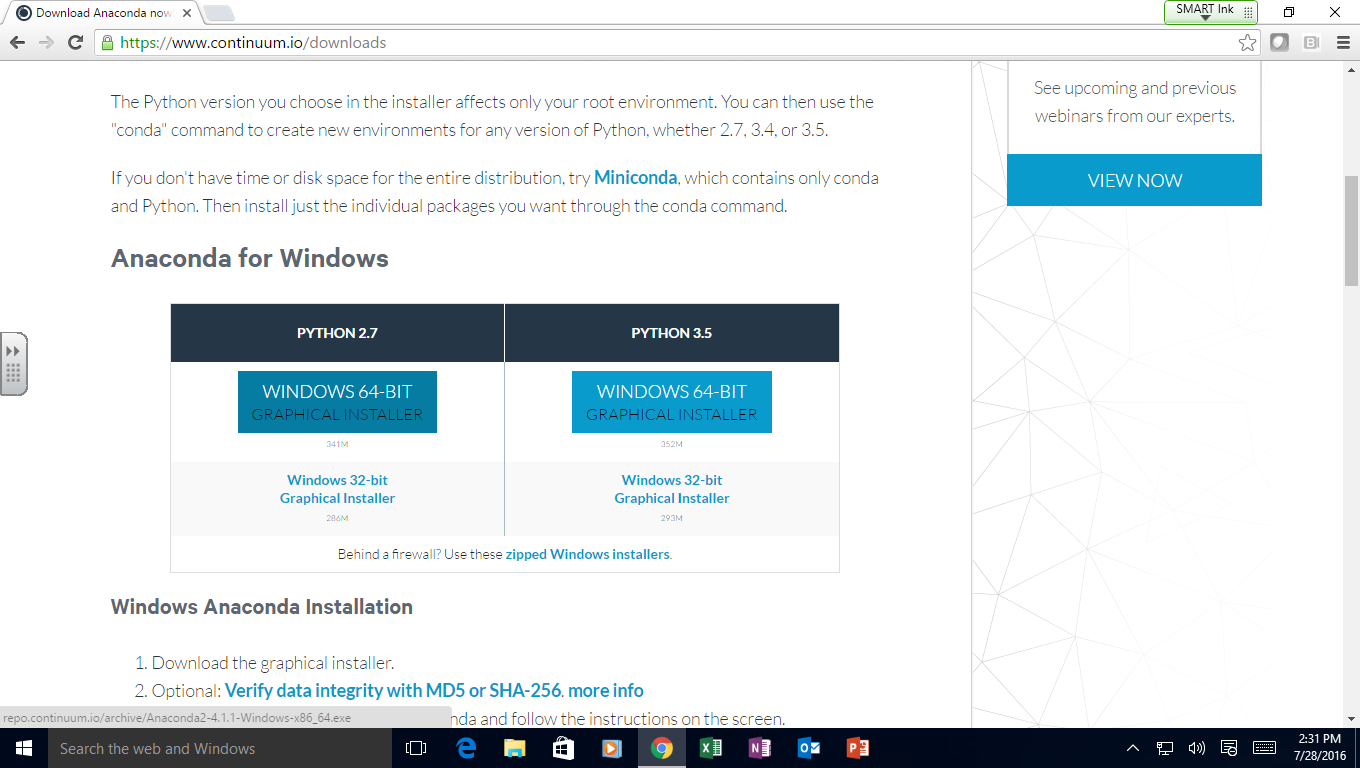 Download Anaconda now
SMART Ink
https://www.continuum.io/downloads
The Python version you choose in the installer affects only your root environment. You can then use the
"conda" command to create new environments for any version of Python, whether 2.7, 3.4, or 3.5.
If you don't have time or disk space for the entire distribution, try Miniconda, which contains only conda
and Python. Then install just the individual packages you want through the conda command.
See upcoming and previous
webinars from our experts.
VIEW NOW
Anaconda for Windows
PYTHON 2.7
PYTHON 3.5
WINDOWS 64-BIT
GRAPHICAL INSTALLER
341M
WINDOWS 64-BIT
GRAPHICAL INSTALLER
352M
Windows 32-bit
Graphical Installer
286M
Windows 32-bit
Graphical Installer
293M
Behind a firewall? Use these zipped Windows installers.
Windows Anaconda Installation
1. Download the graphical installer.
2. Optional: Verify data integrity with MD5 or SHA-256. more info
nda and follow the instructions on the screen.
repo.continuum.io/archive/Anaconda2-4.1.1-Windows-x86_64.exe
Search the web and Windows
2:31 PM
7/28/2016